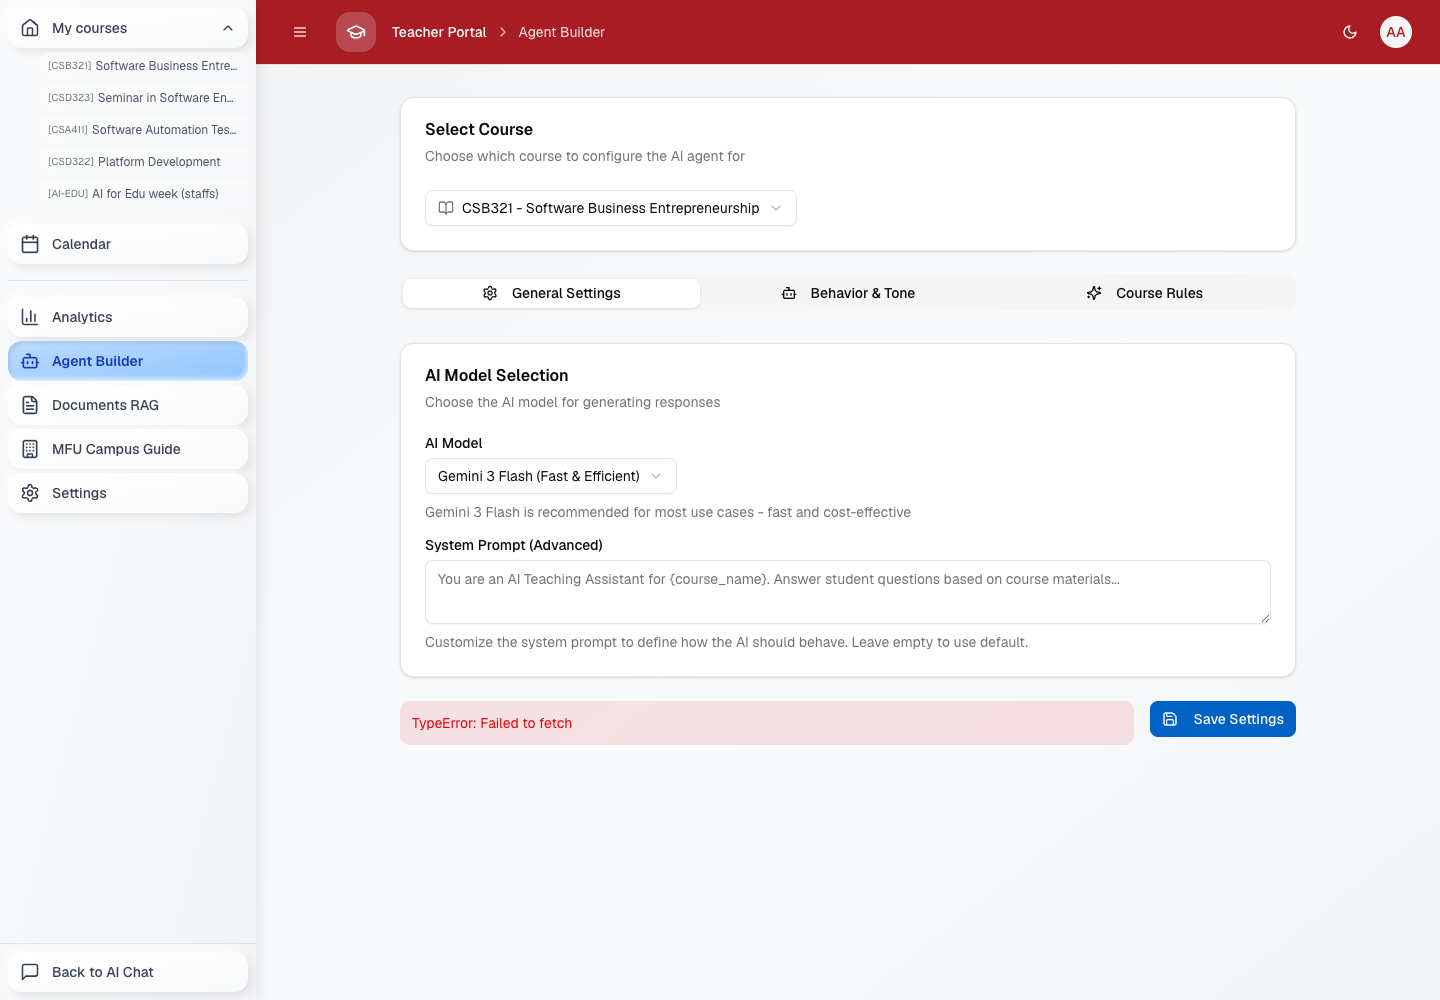 My courses
[CSB321] Software Business Entre...
[CSD323] Seminar in Software En...
[CSA411] Software Automation Tes...
[CSD322] Platform Development
[AI-EDU] AI for Edu week (staffs)
Calendar
Analytics
Agent Builder
Documents RAG
MFU Campus Guide
Settings
Back to AI Chat
Teacher Portal > Agent Builder
AA
Select Course
Choose which course to configure the AI agent for
CSB321 - Software Business Entrepreneurship
General Settings
Behavior & Tone
Course Rules
AI Model Selection
Choose the AI model for generating responses
AI Model
Gemini 3 Flash (Fast & Efficient)
Gemini 3 Flash is recommended for most use cases - fast and cost-effective
System Prompt (Advanced)
You are an AI Teaching Assistant for {course_name}. Answer student questions based on course materials...
Customize the system prompt to define how the AI should behave. Leave empty to use default.
TypeError: Failed to fetch
Save Settings